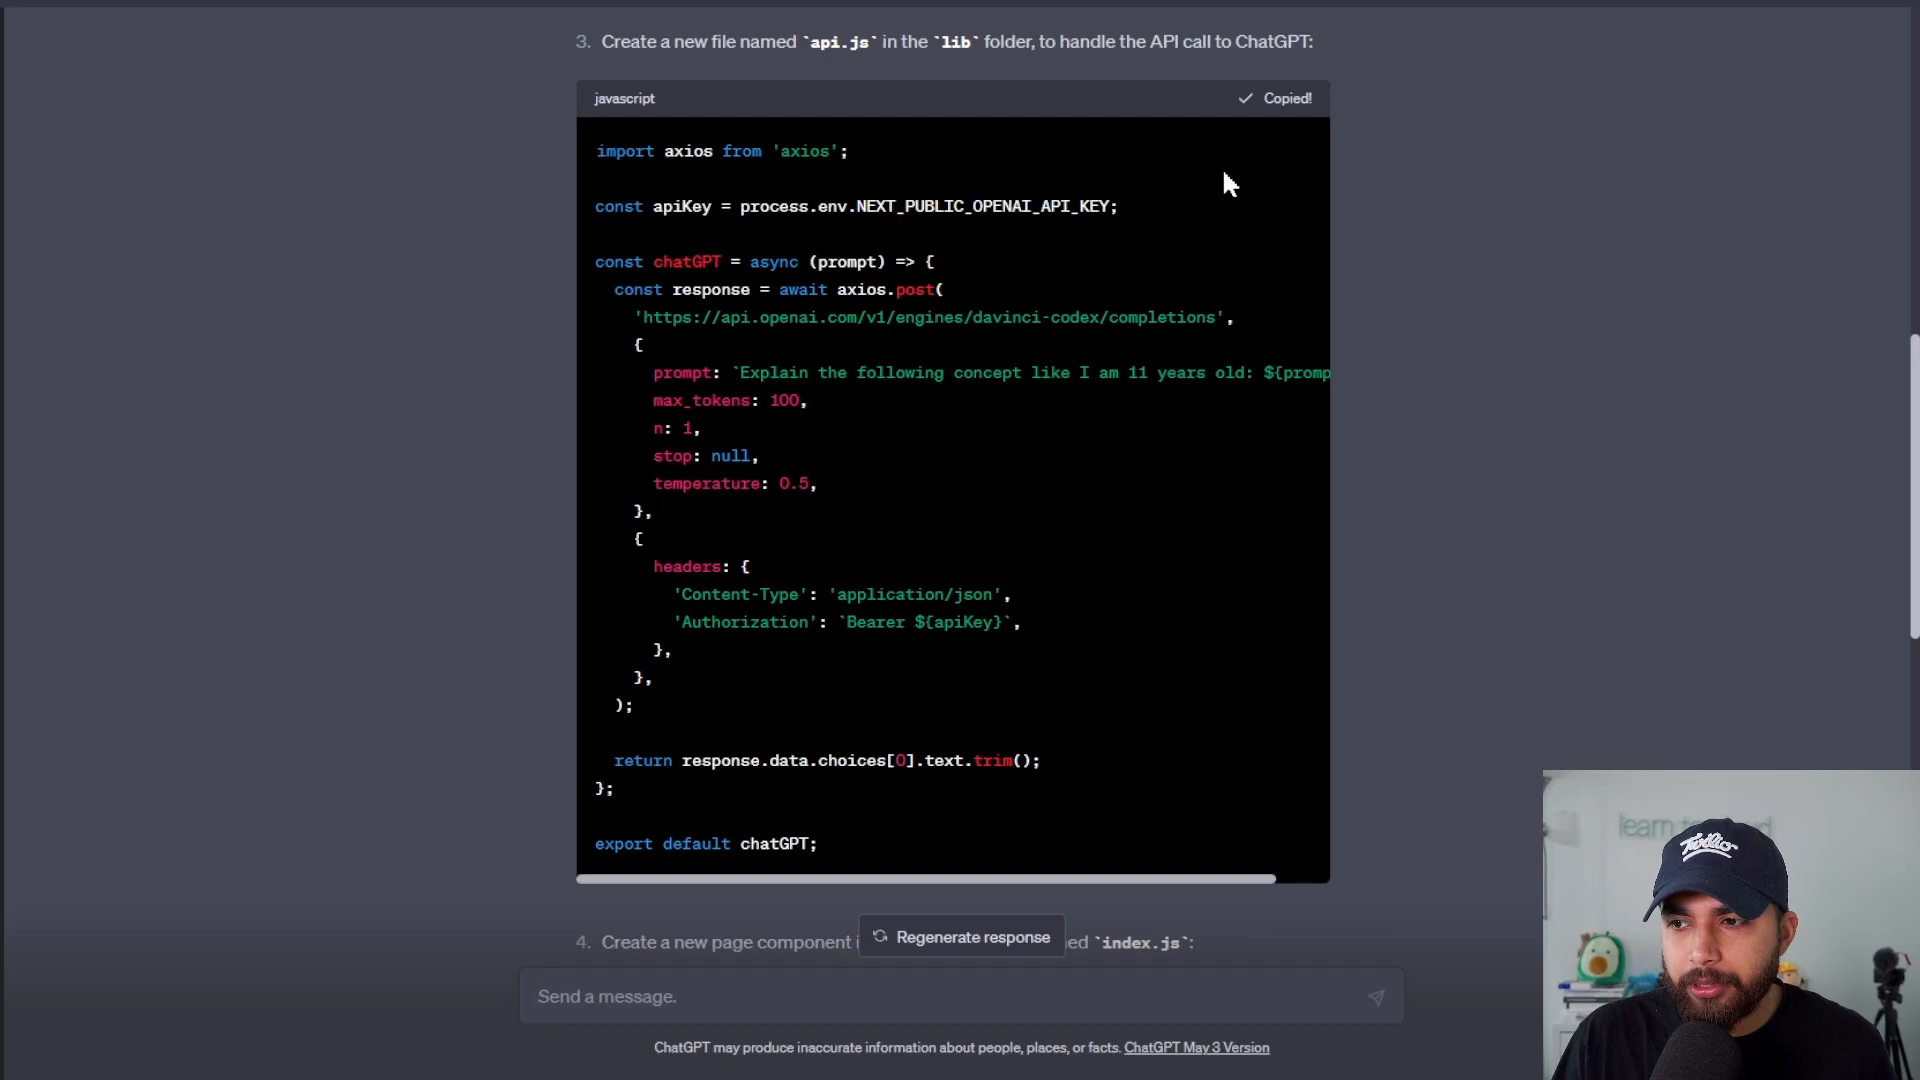 3. Create a new file named `api.js` in the `lib` folder, to handle the API call to ChatGPT:
javascript
Copied!
import axios from 'axios';
const apiKey = process.env.NEXT_PUBLIC_OPENAI_API_KEY;
const chatGPT = async (prompt) => {
const response = await axios.post(
'https://api.openai.com/v1/engines/davinci-codex/completions',
{
prompt: `Explain the following concept like I am 11 years old: ${promp
max_tokens: 100,
n: 1,
stop: null,
temperature: 0.5,
},
{
headers: {
'Content-Type': 'application/json',
'Authorization': `Bearer ${apiKey}`,
},
},
);
return response.data.choices[0].text.trim();
};
export default chatGPT;
4. Create a new page component
Regenerate response
`index.js`:
Send a message.
ChatGPT may produce inaccurate information about people, places, or facts. ChatGPT May 3 Version
learn
Twilio